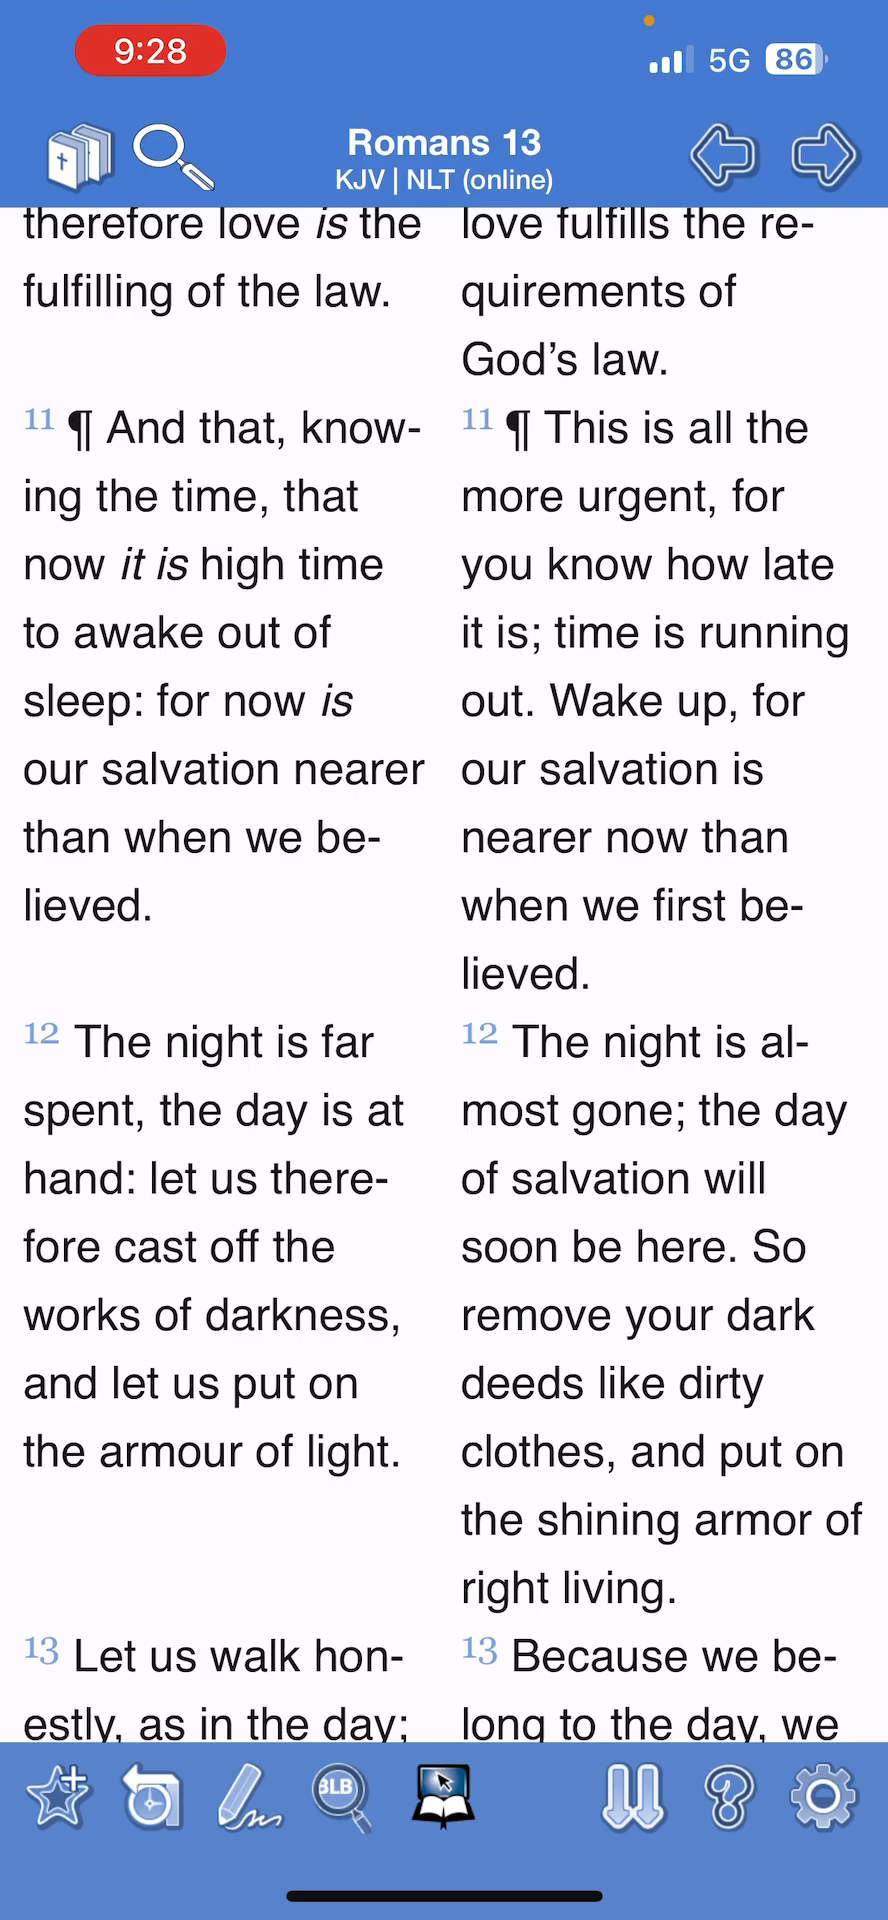 9:28
5G 86
Romans 13
KJV | NLT (online)
therefore love is the
fulfilling of the law.
11 ¶ And that, know-
ing the time, that
now it is high time
to awake out of
sleep: for now is
our salvation nearer
than when we be-
lieved.
12 The night is far
spent, the day is at
hand: let us there-
fore cast off the
works of darkness,
and let us put on
the armour of light.
13 Let us walk hon-
estly, as in the day;
love fulfills the re-
quirements of
God’s law.
11 ¶ This is all the
more urgent, for
you know how late
it is; time is running
out. Wake up, for
our salvation is
nearer now than
when we first be-
lieved.
12 The night is al-
most gone; the day
of salvation will
soon be here. So
remove your dark
deeds like dirty
clothes, and put on
the shining armor of
right living.
13 Because we be-
long to the day, we
BLB